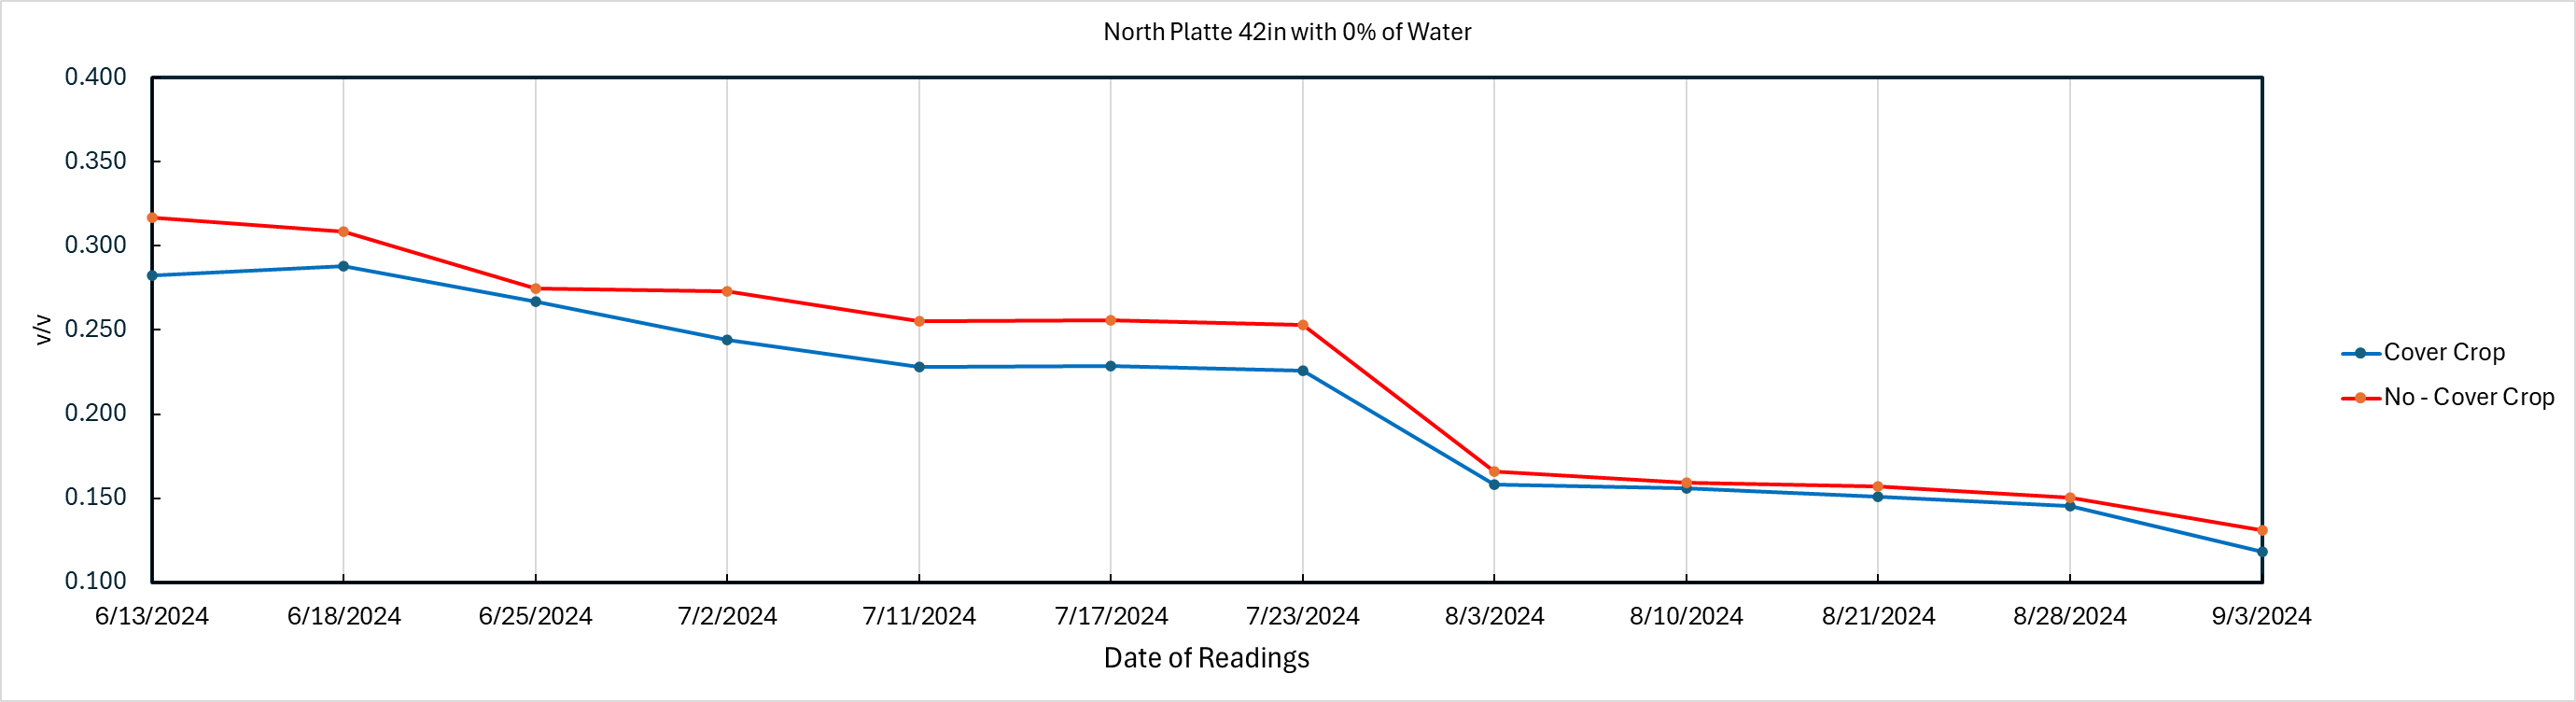 North Platte 42in with 0% of Water
0.400
0.350
0.300
0.250
0.200
0.150
0.100
v/v
6/13/2024 6/18/2024 6/25/2024 7/2/2024 7/11/2024 7/17/2024 7/23/2024 8/3/2024 8/10/2024 8/21/2024 8/28/2024 9/3/2024
Date of Readings
Cover Crop
No - Cover Crop